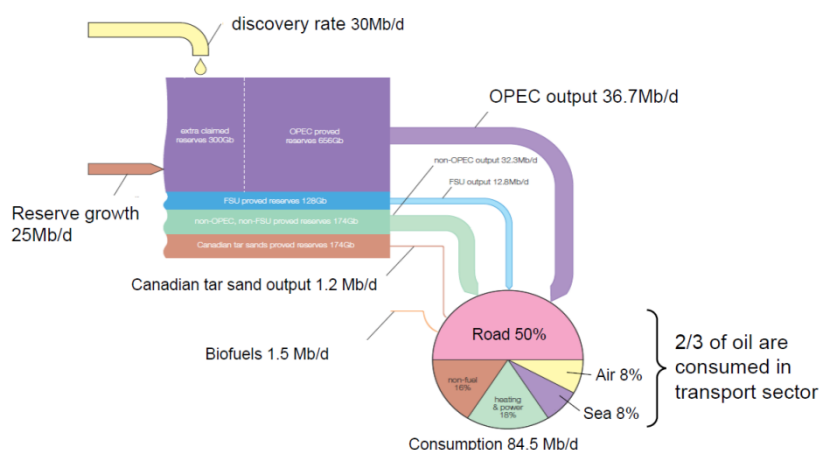 discovery rate 30Mb/d
OPEC output 36.7Mb/d
extra claimed
reserves 300Gb
OPEC proved
reserves 656Gb
non-OPEC output 32.3Mb/d
FSU output 12.8Mb/d
Reserve growth
25Mb/d
FSU proved reserves 128Gb
non-OPEC, non-FSU proved reserves 174Gb
Canadian tar sands proved reserves 174Gb
Canadian tar sand output 1.2 Mb/d
Biofuels 1.5 Mb/d
Road 50%
non-fuel
16%
heating
& power
18%
Air 8%
Sea 8%
2/3 of oil are
consumed in
transport sector
Consumption 84.5 Mb/d